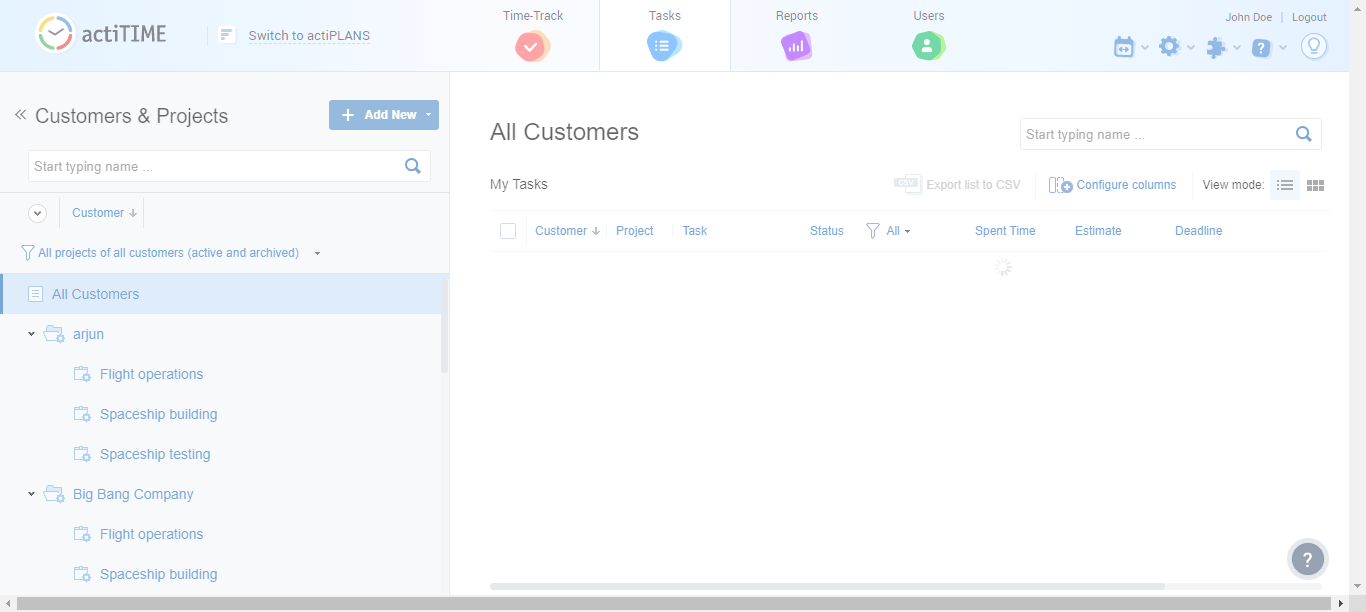 actiTIME
Switch to actiPLANS
Time-Track
Tasks
Reports
Users
John Doe | Logout
Customers & Projects
Add New
Start typing name ...
Customer
All projects of all customers (active and archived)
All Customers
arjun
Flight operations
Spaceship building
Spaceship testing
Big Bang Company
Flight operations
Spaceship building
All Customers
Start typing name ...
My Tasks
CSV
Export list to CSV
Configure columns
View mode:
Customer
Project
Task
Status
All
Spent Time
Estimate
Deadline
?